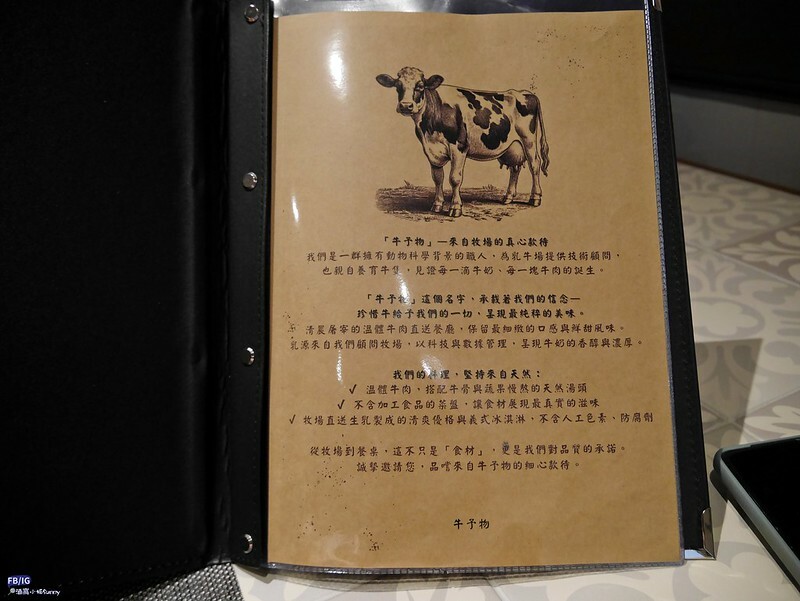 「牛予物」—來自牧場的真心款待
我們是一群擁有動物科學背景的職人，為乳牛場提供技術顧問，
也親自養育牛隻，見證每一滴牛奶、每一塊牛肉的誕生。
「牛予物」這個名字，承載著我們的信念—
珍惜牛給予我們的一切，呈現最純粹的美味。
清晨屠宰的溫體牛肉直送餐廳，保留最細緻的口感與鮮甜風味。
乳源來自我們顧問牧場，以科技與數據管理，呈現牛奶的香醇與濃厚。
我們的料理，堅持來自天然：
✓ 溫體牛肉，搭配牛骨與蔬果慢熬的天然湯頭
✓ 不含加工食品的菜盤，讓食材展現最真實的滋味
✓ 牧場直送生乳製成的清爽優格與義式冰淇淋，不含人工色素、防腐劑
從牧場到餐桌，這不只是「食材」，更是我們對品質的承諾。
誠摯邀請您，品嚐來自牛予物的細心款待。
牛予物
FB/IG